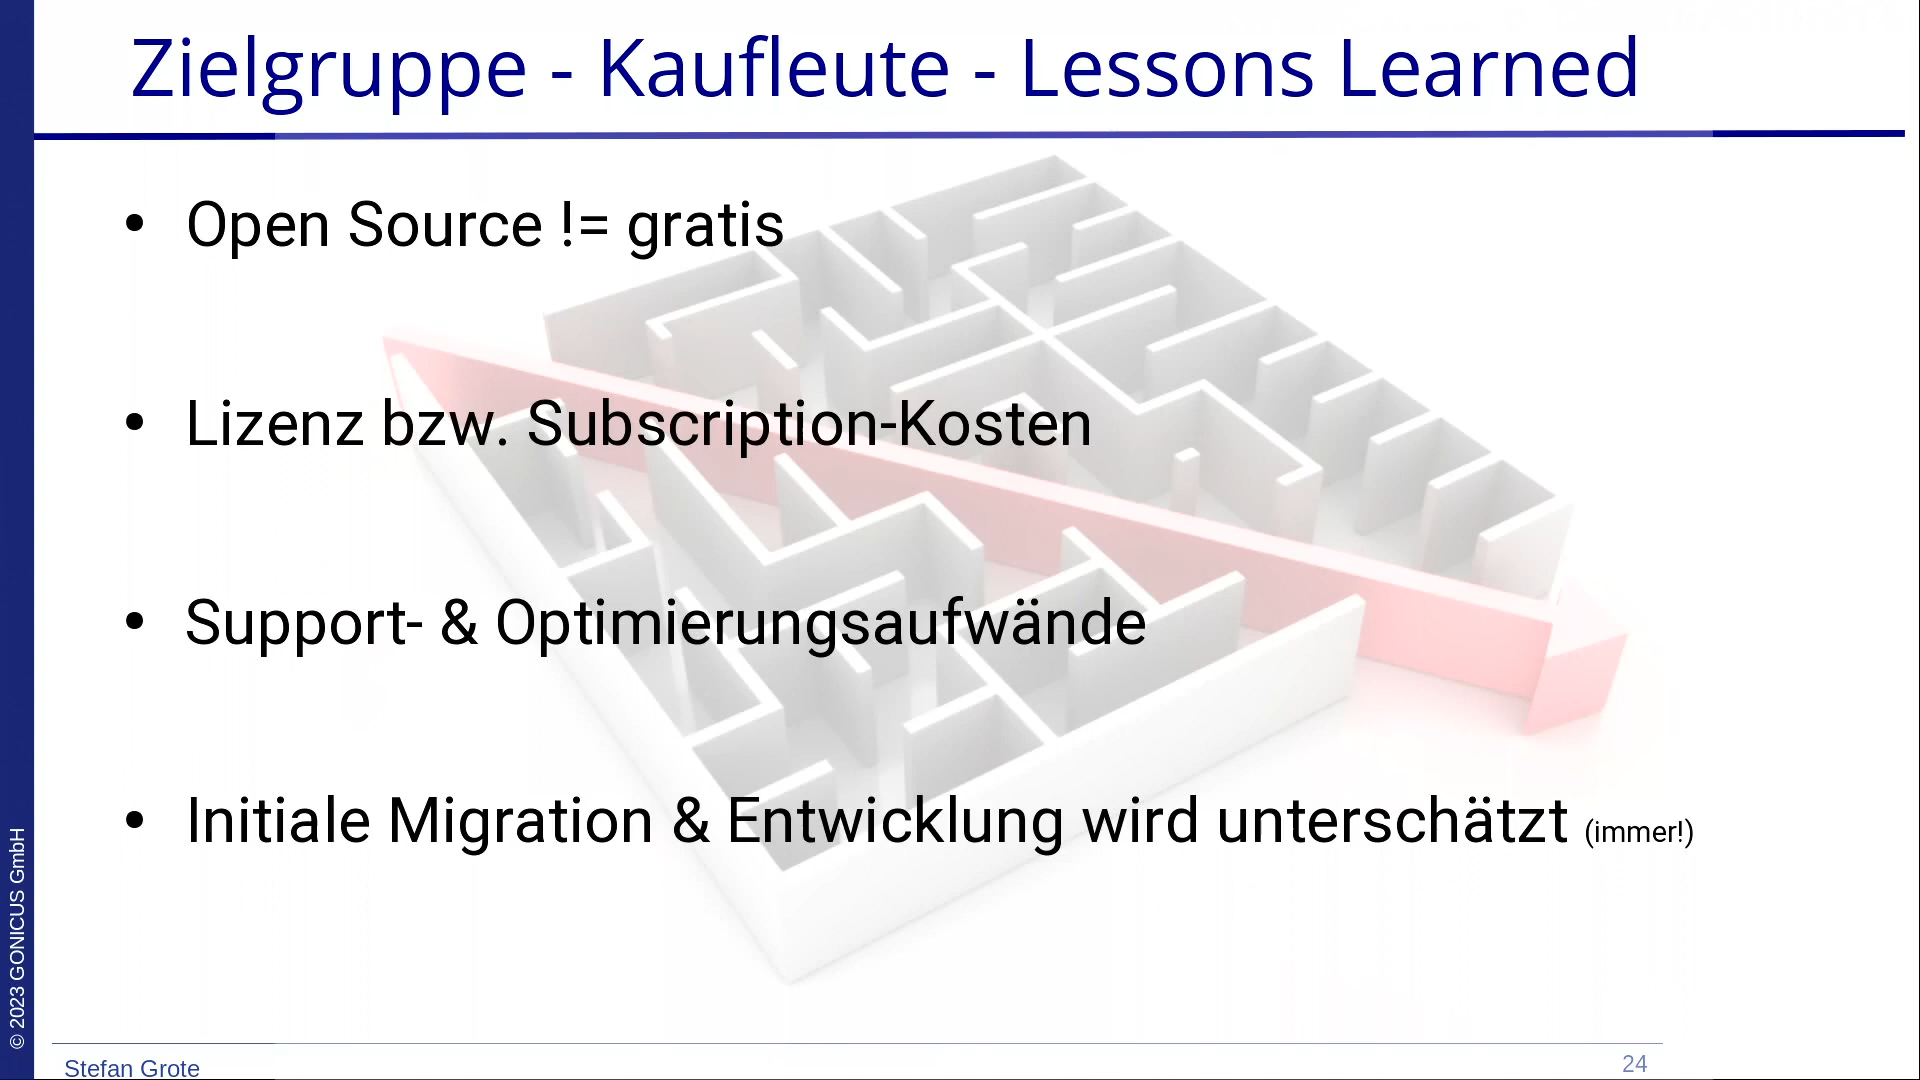 Zielgruppe - Kaufleute - Lessons Learned
• Open Source != gratis
• Lizenz bzw. Subscription-Kosten
• Support- & Optimierungsaufwände
• Initiale Migration & Entwicklung wird unterschätzt (immer!)
© 2023 GONICUS GmbH
Stefan Grote
24